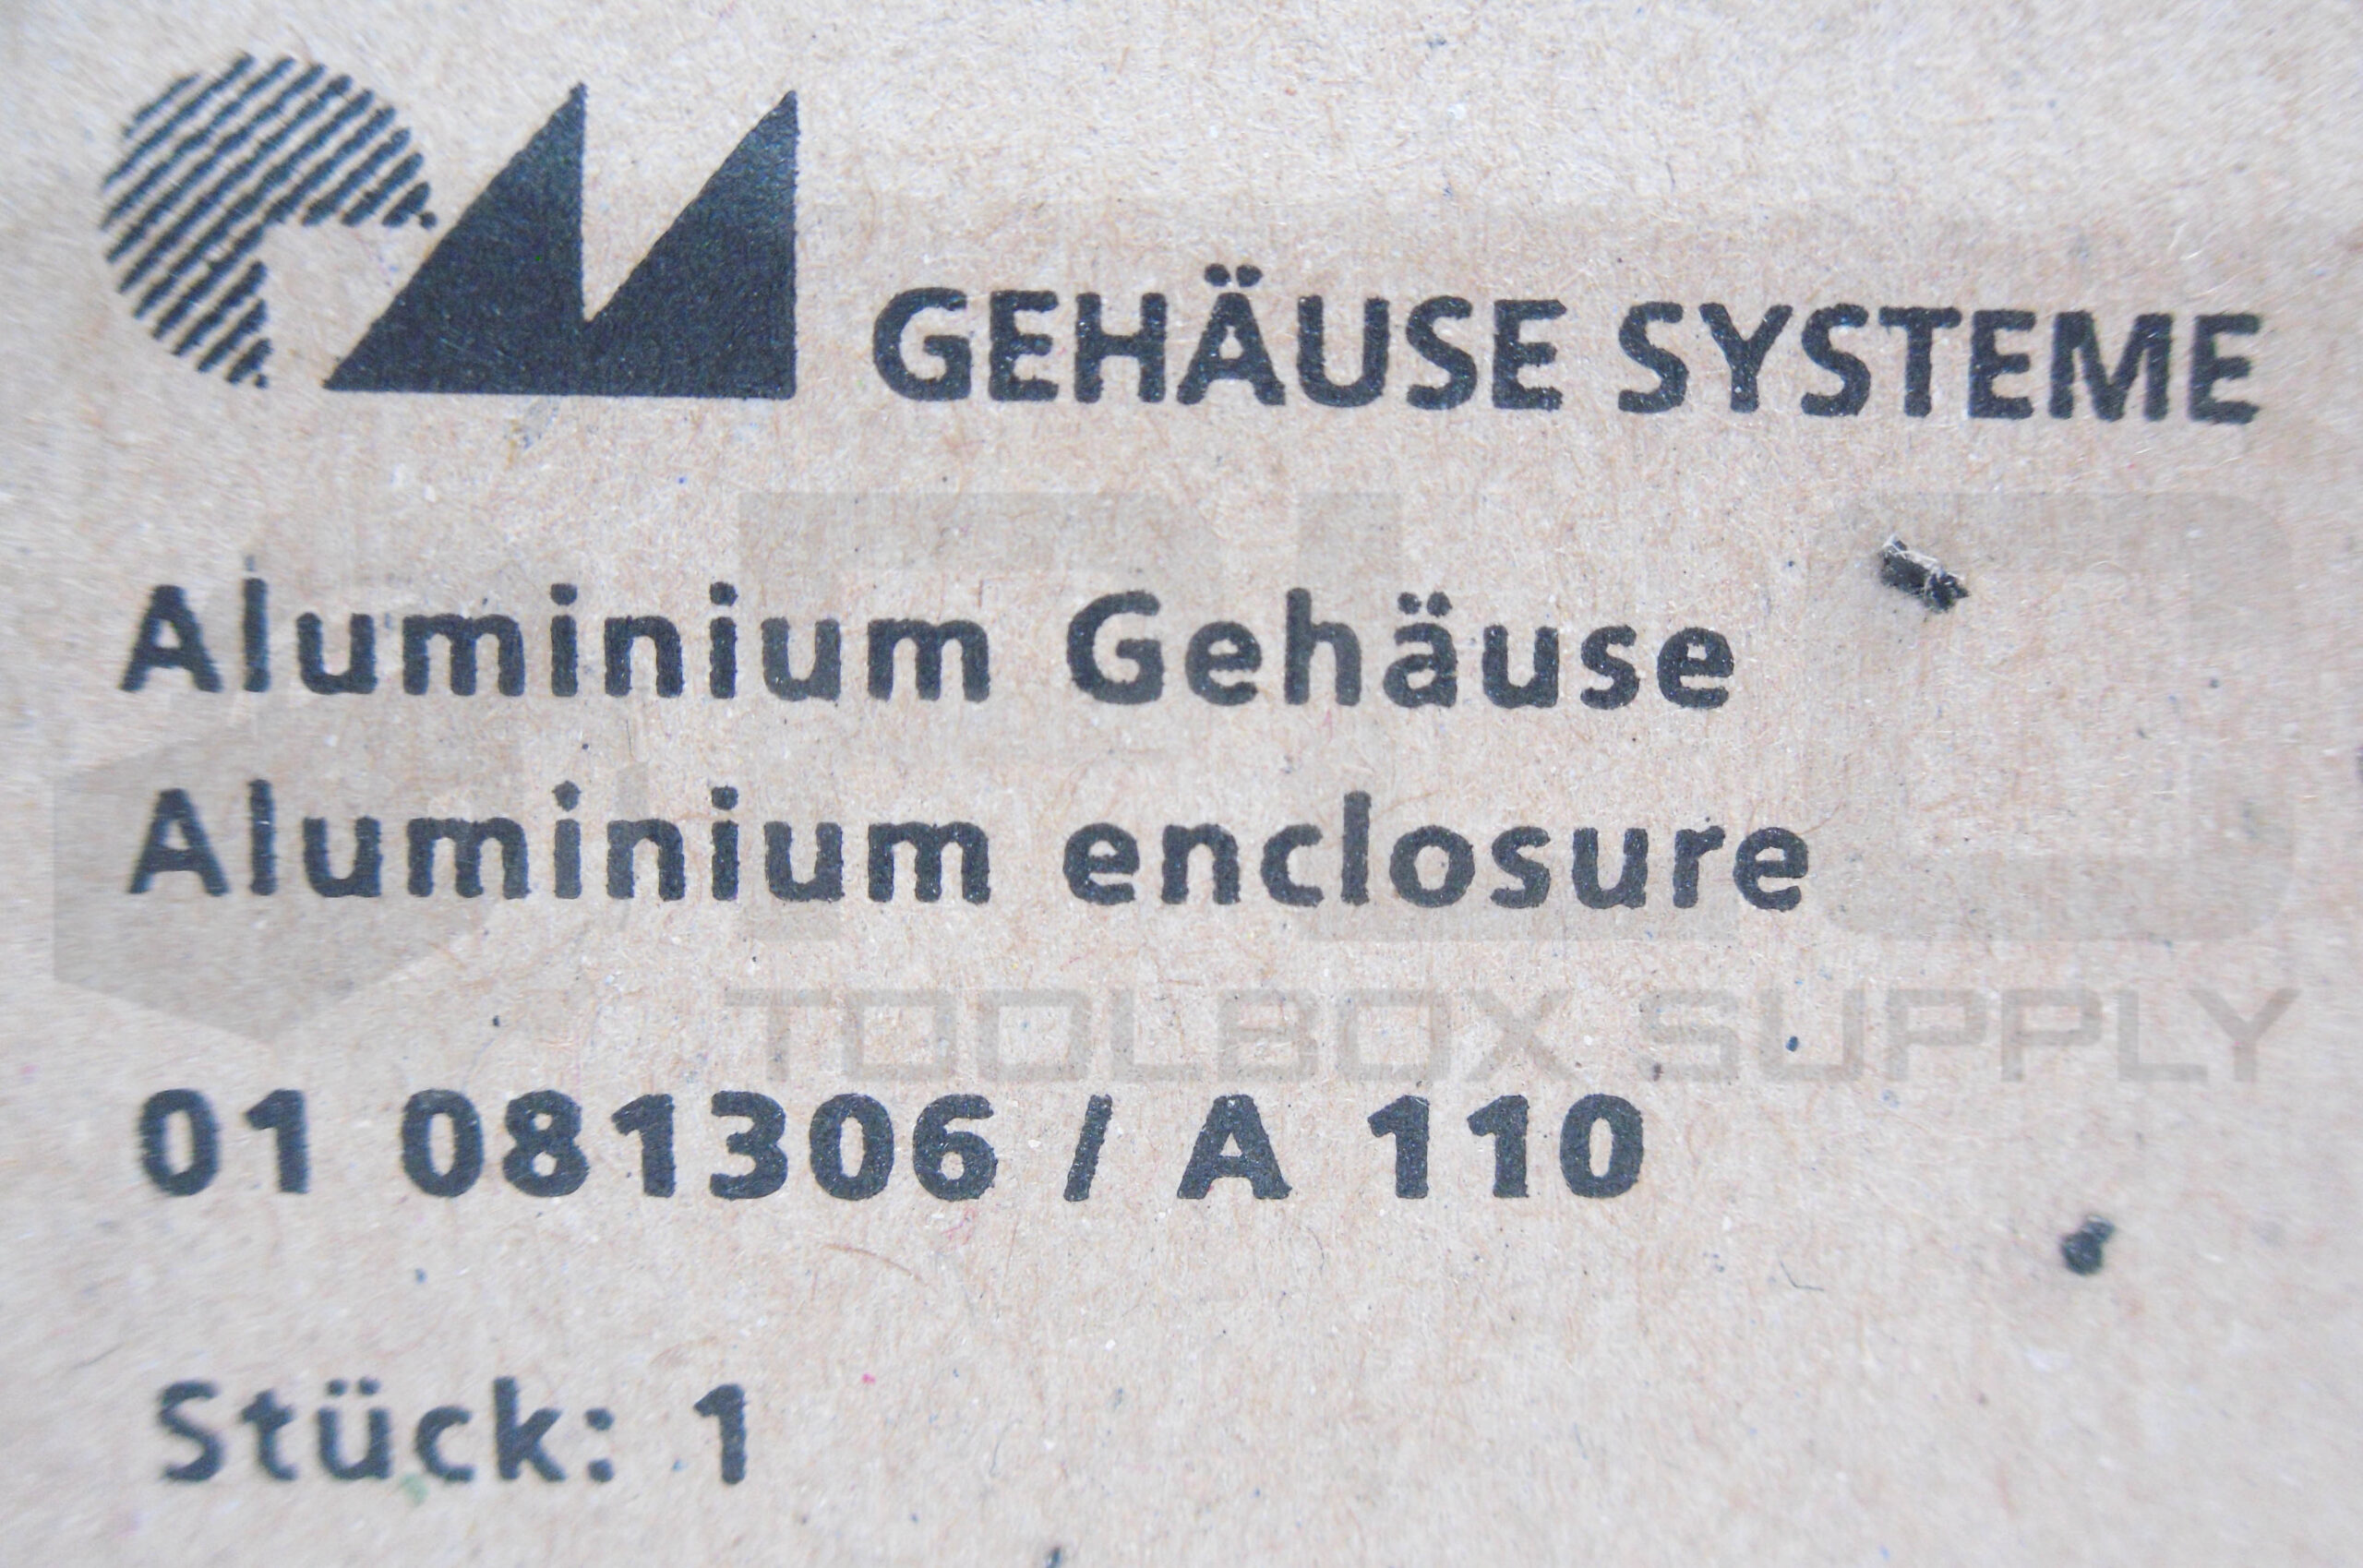 GEHÄUSE SYSTEME
Aluminium Gehäuse
Aluminium enclosure
TOOLBOX SUPPLY
01 081306 / A 110
Stück: 1